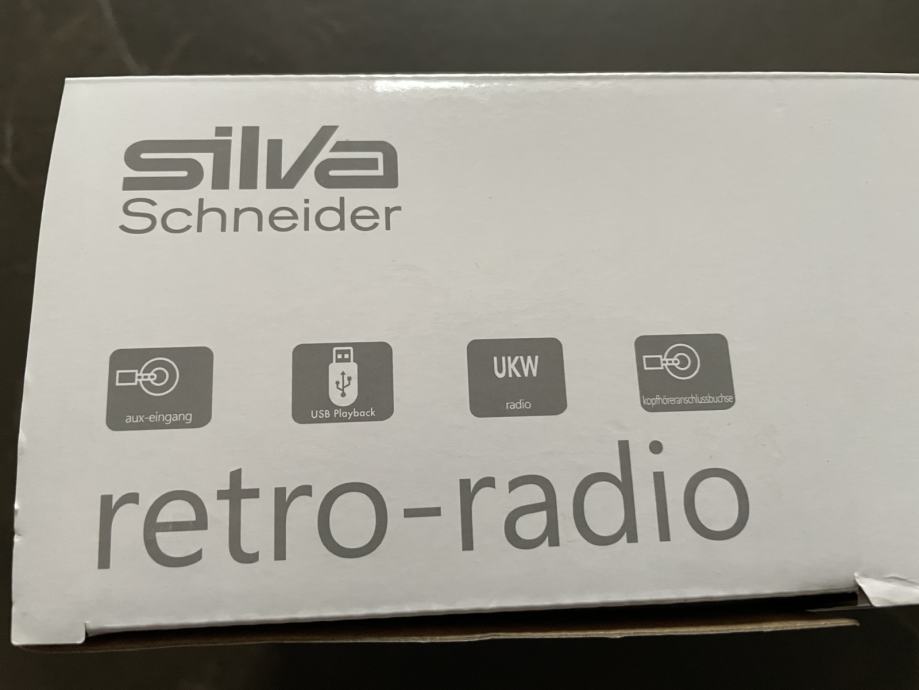 silva
Schneider
aux-eingang
USB Playback
UKW
radio
kopfhöreranschlussbuchse
retro-radio